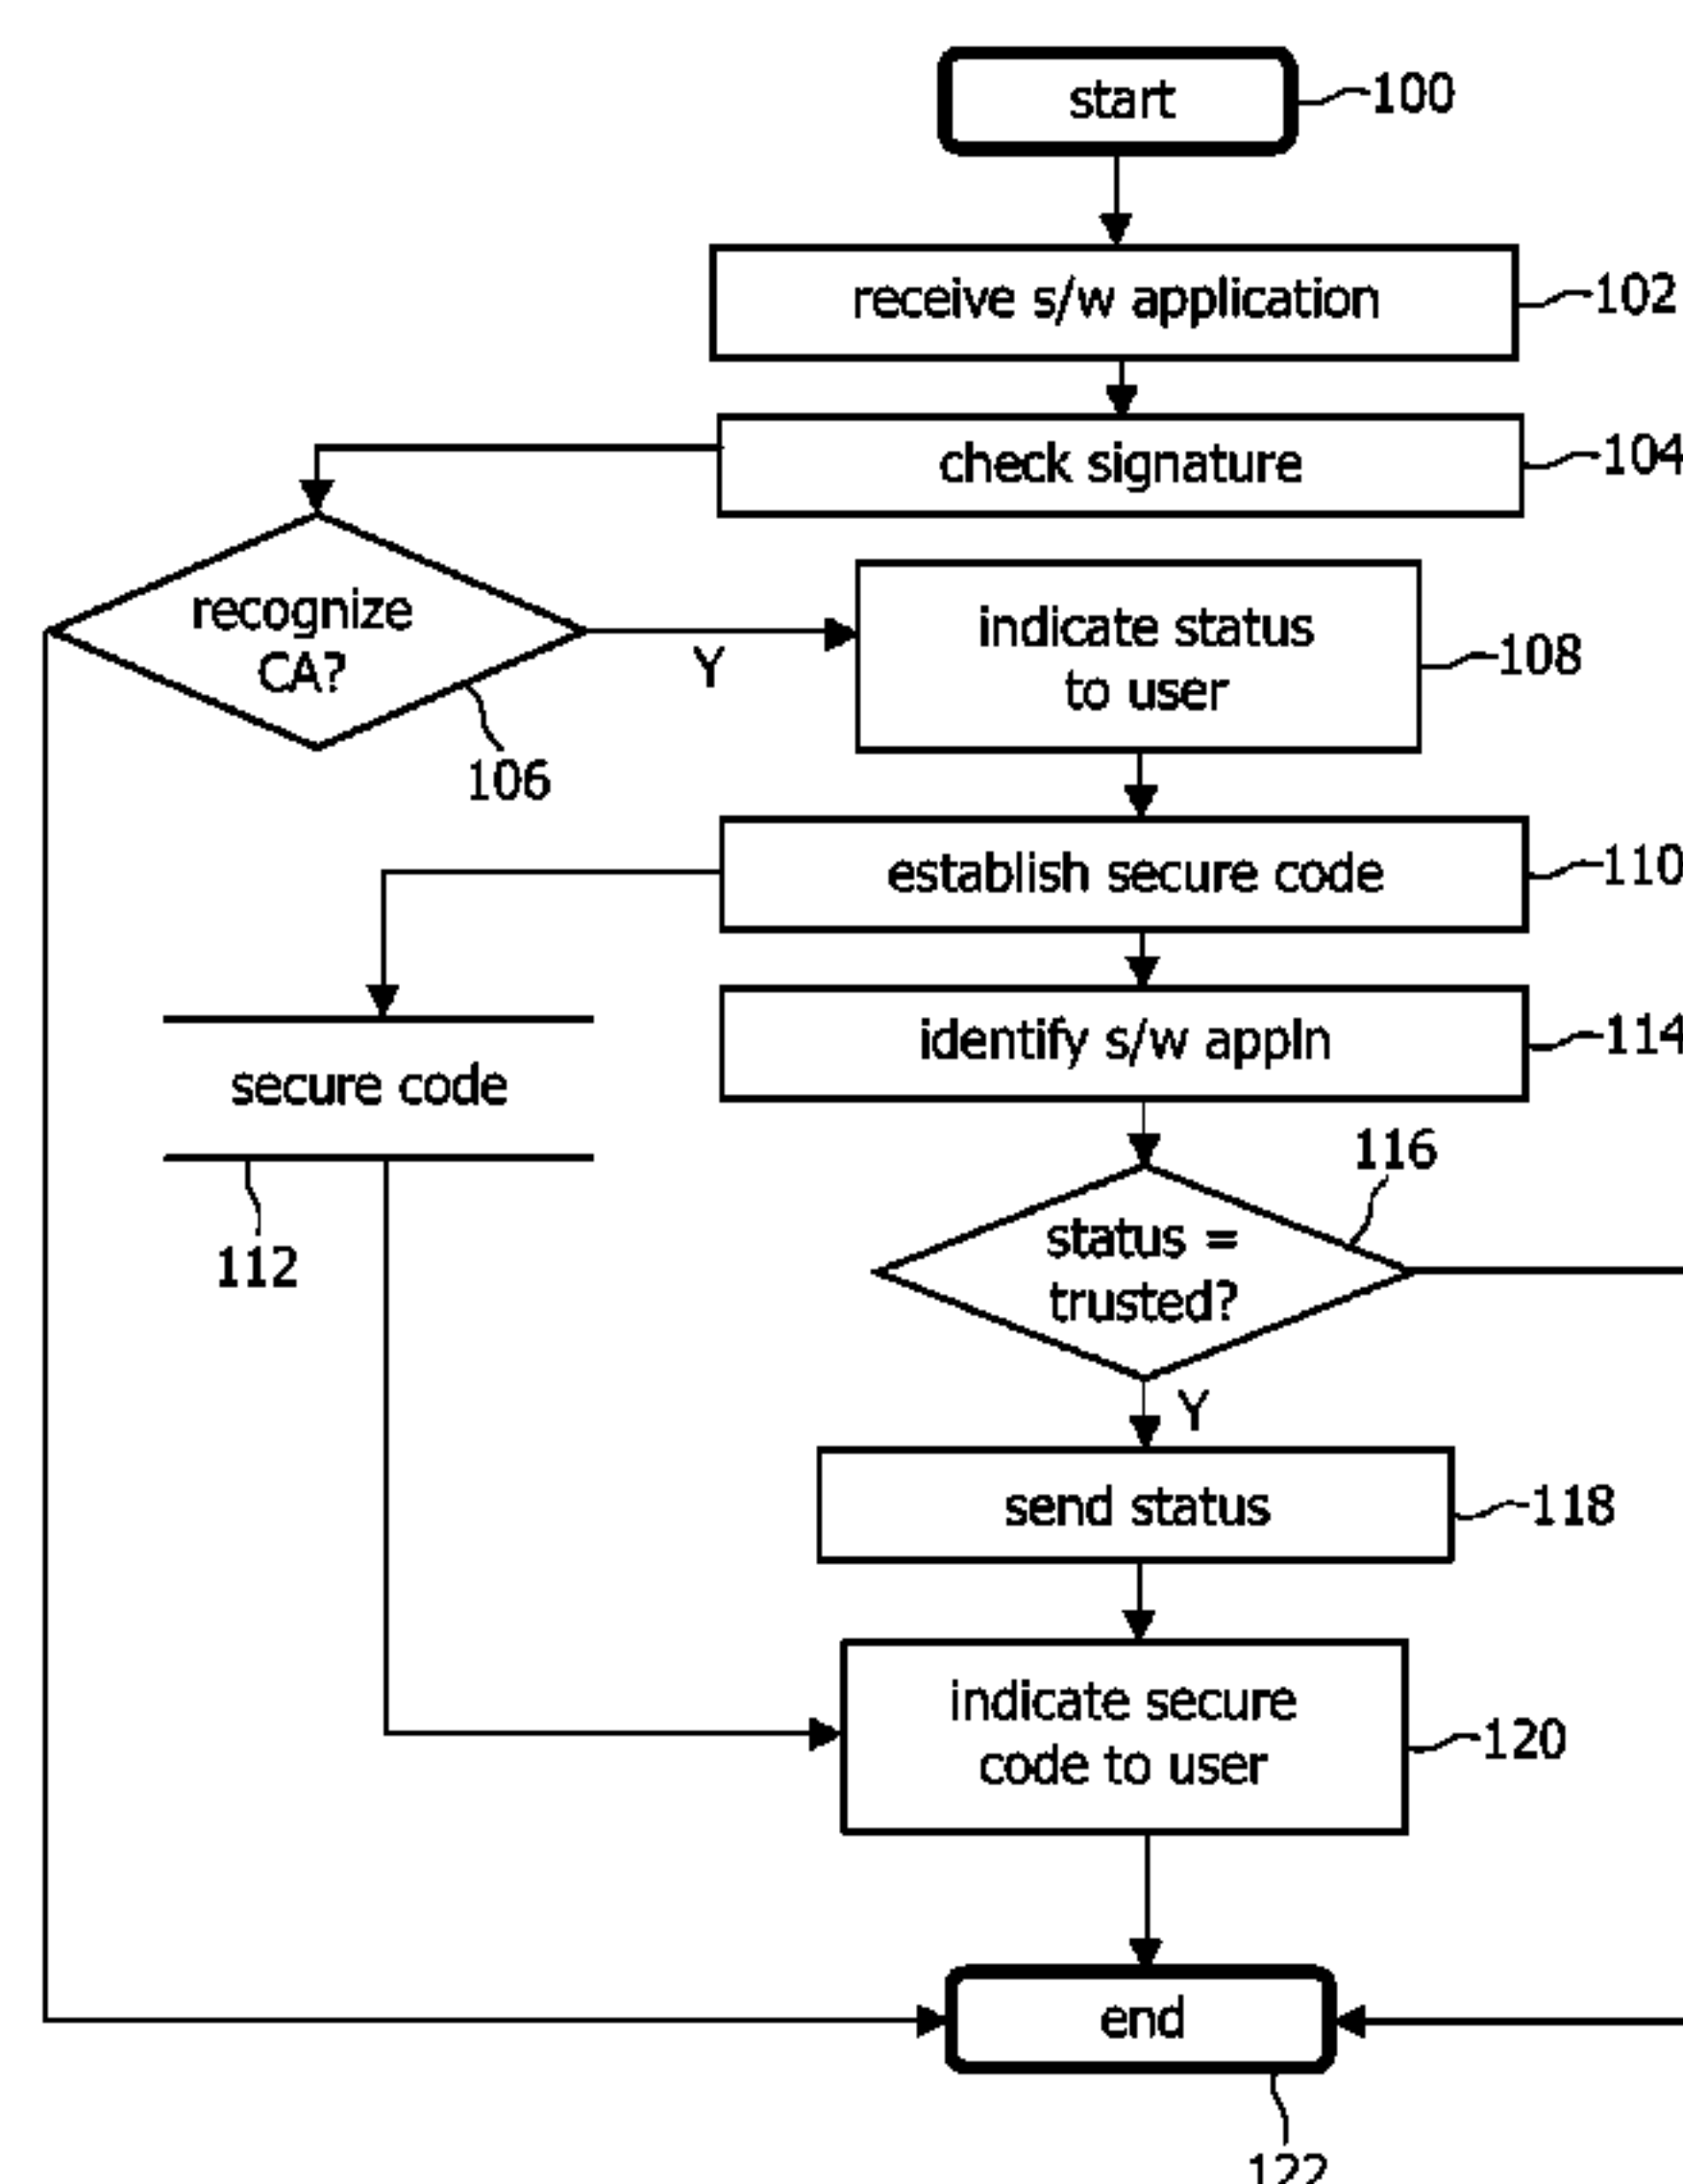 start
100
receive s/w application
102
check signature
104
recognize
CA?
106
Y
indicate status
to user
108
establish secure code
110
secure code
112
identify s/w appln
114
status =
trusted?
116
Y
send status
118
indicate secure
code to user
120
end
122